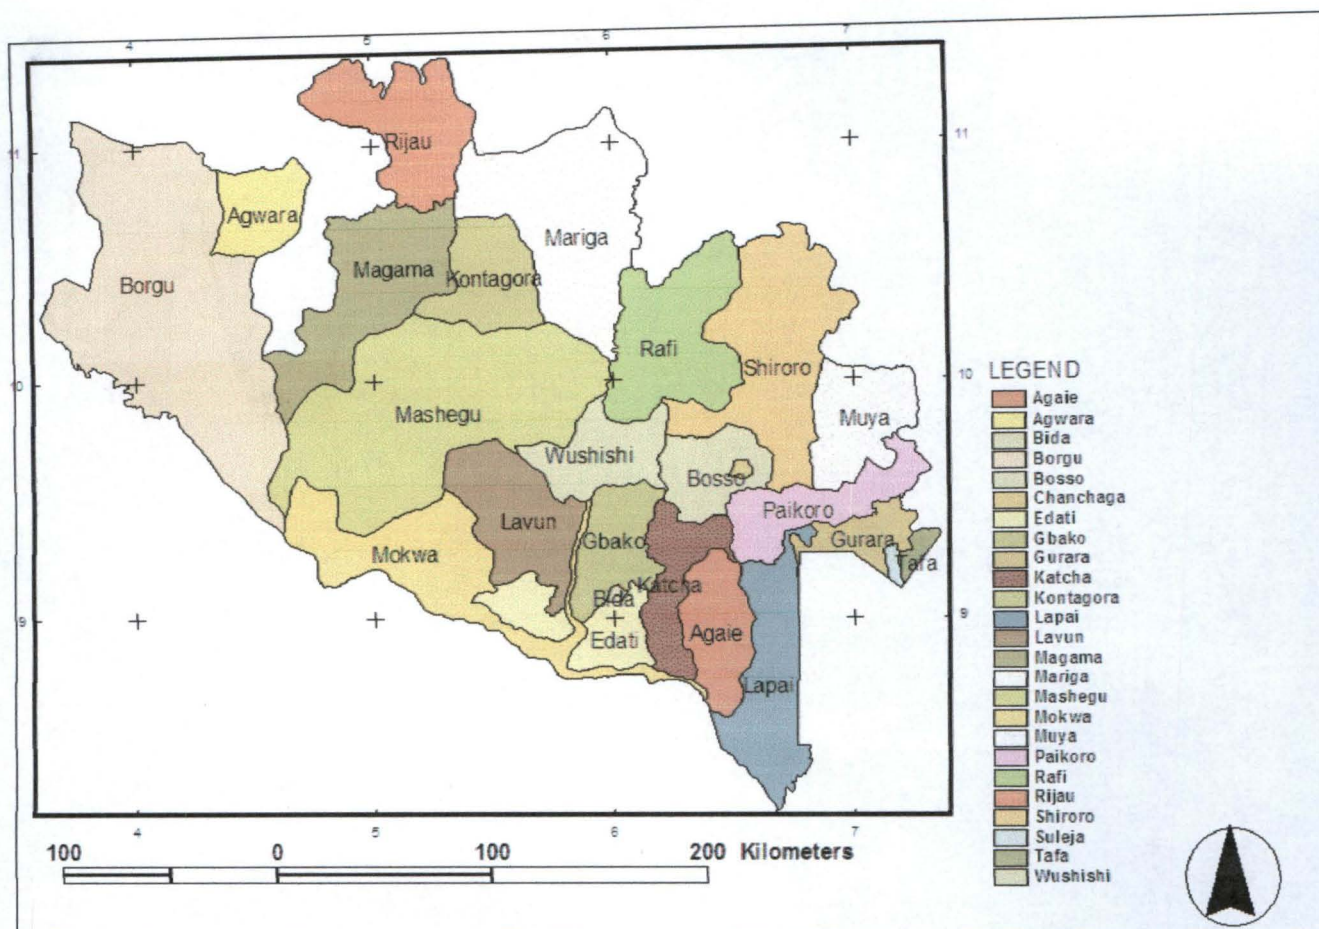 4 5 6 7
11 11
Rijau
Agwara
Mariga
Borgu
Magama
Kontagora
Rafi
Shiroro
10 10
Mashegu
Muya
Wushishi
Bosso
Paikoro
Lavun
Gbako
Gurara
Mokwa
Tara
Katcha
Bida
9 9
Edati
Agaie
Lapai
4 5 6 7
100 0 100 200 Kilometers
LEGEND
Agaie
Agwara
Bida
Borgu
Bosso
Chanchaga
Edati
Gbako
Gurara
Katcha
Kontagora
Lapai
Lavun
Magama
Mariga
Mashegu
Mokwa
Muya
Paikoro
Rafi
Rijau
Shiroro
Suleja
Tafa
Wushishi